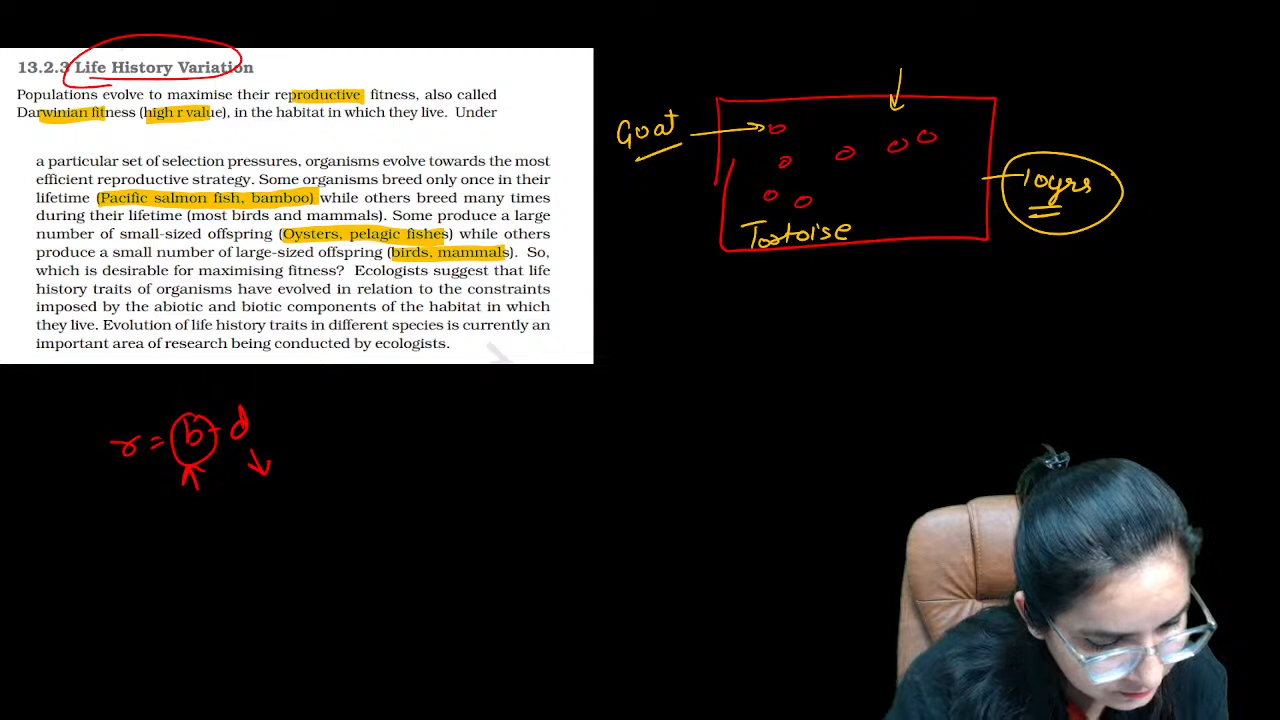 13.2.3 Life History Variation
Populations evolve to maximise their reproductive fitness, also called
Darwinian fitness (high r value), in the habitat in which they live. Under
a particular set of selection pressures, organisms evolve towards the most
efficient reproductive strategy. Some organisms breed only once in their
lifetime (Pacific salmon fish, bamboo) while others breed many times
during their lifetime (most birds and mammals). Some produce a large
number of small-sized offspring (Oysters, pelagic fishes) while others
produce a small number of large-sized offspring (birds, mammals). So,
which is desirable for maximising fitness? Ecologists suggest that life
history traits of organisms have evolved in relation to the constraints
imposed by the abiotic and biotic components of the habitat in which
they live. Evolution of life history traits in different species is currently an
important area of research being conducted by ecologists.
Goat
10yrs
Tortoise
r = b - d